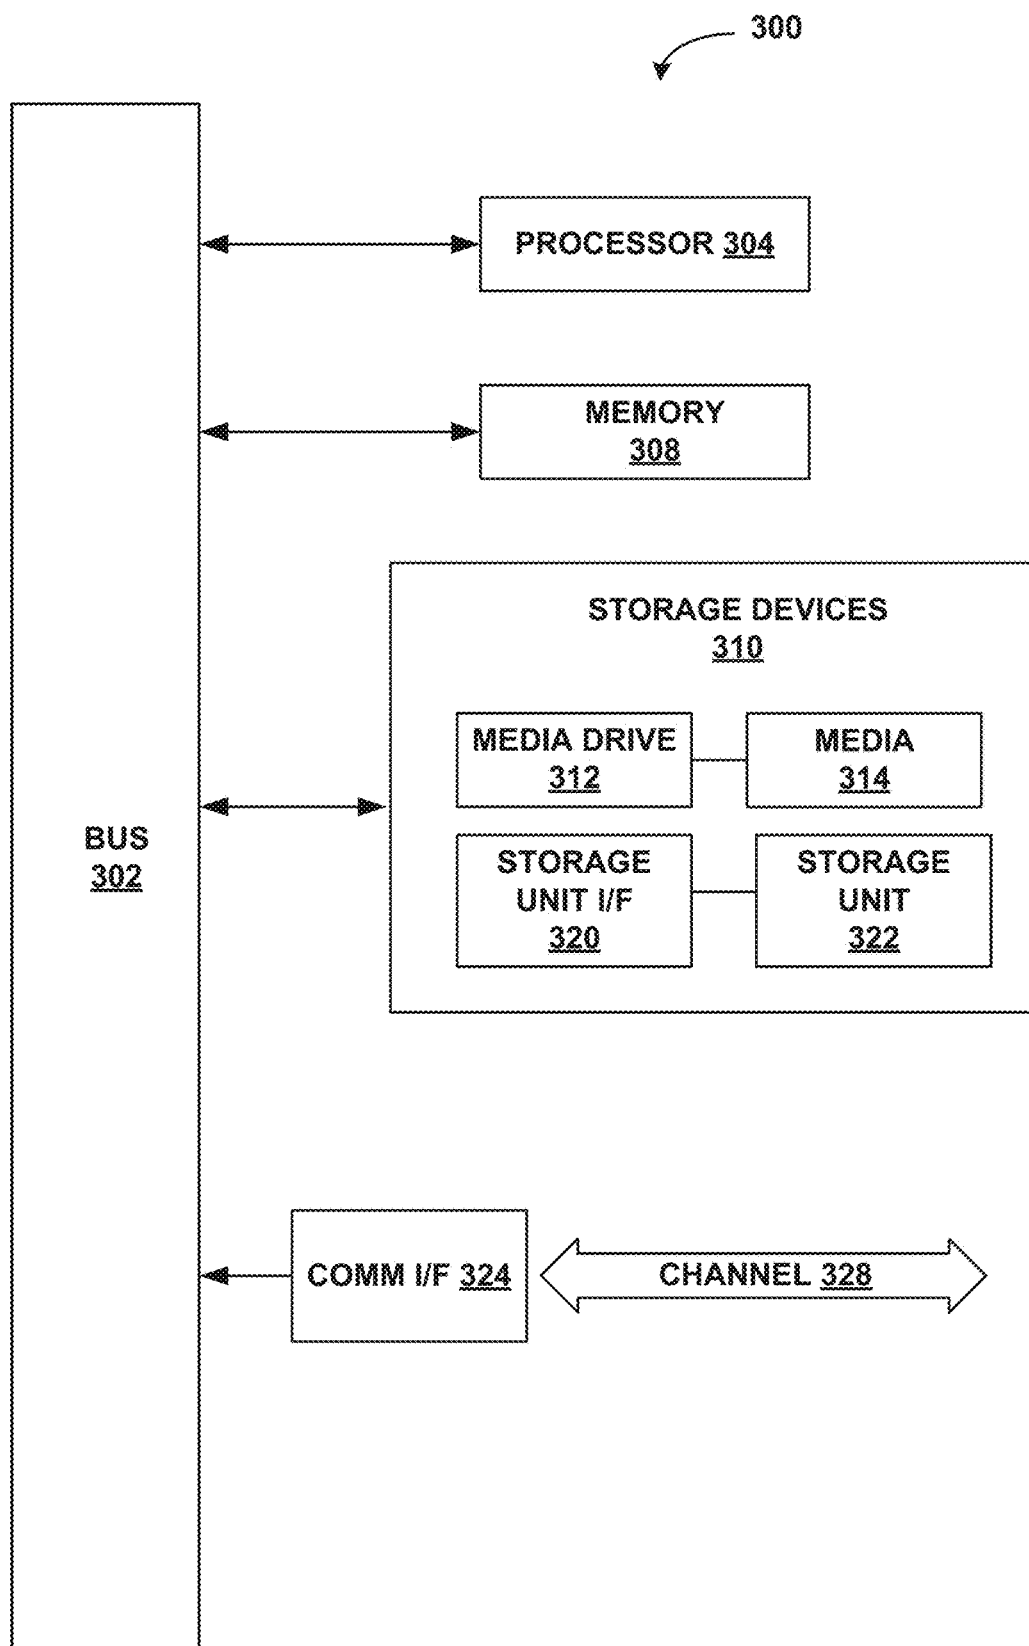 300
PROCESSOR 304
MEMORY
308
STORAGE DEVICES
310
MEDIA DRIVE
312
MEDIA
314
BUS
302
STORAGE
UNIT I/F
320
STORAGE
UNIT
322
COMM I/F 324
CHANNEL 328